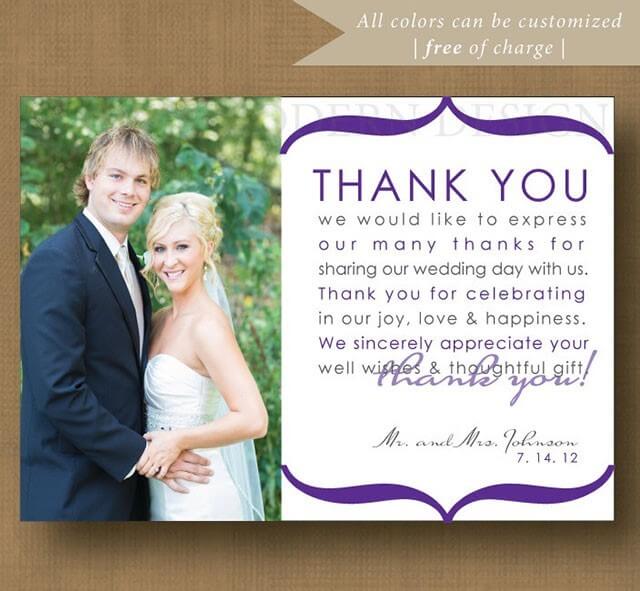 All colors can be customized
| free of charge |
DERN DESIGN
THANK YOU
we would like to express
our many thanks for
sharing our wedding day with us.
Thank you for celebrating
in our joy, love & happiness.
We sincerely appreciate your
well wishes & thoughtful gift.
thank you!
Mr. and Mrs. Johnson
7. 14. 12